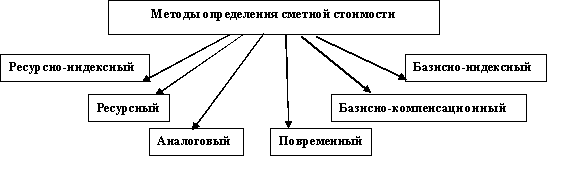 Методы определения сметной стоимости
Ресурсно-индексный
Базисно-индексный
Ресурсный
Базисно-компенсационный
Аналоговый
Повременный